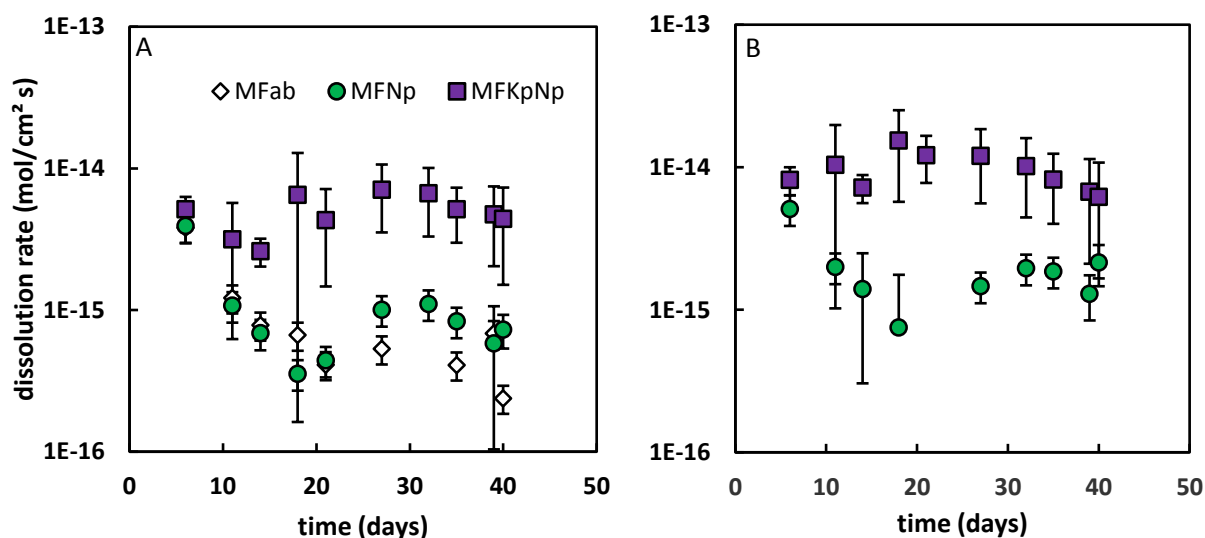 A
B
MFab MFNp MFKpNp
dissolution rate (mol/cm² s)
1E-13
1E-14
1E-15
1E-16
0 10 20 30 40 50
time (days)
1E-13
1E-14
1E-15
1E-16
0 10 20 30 40 50
time (days)